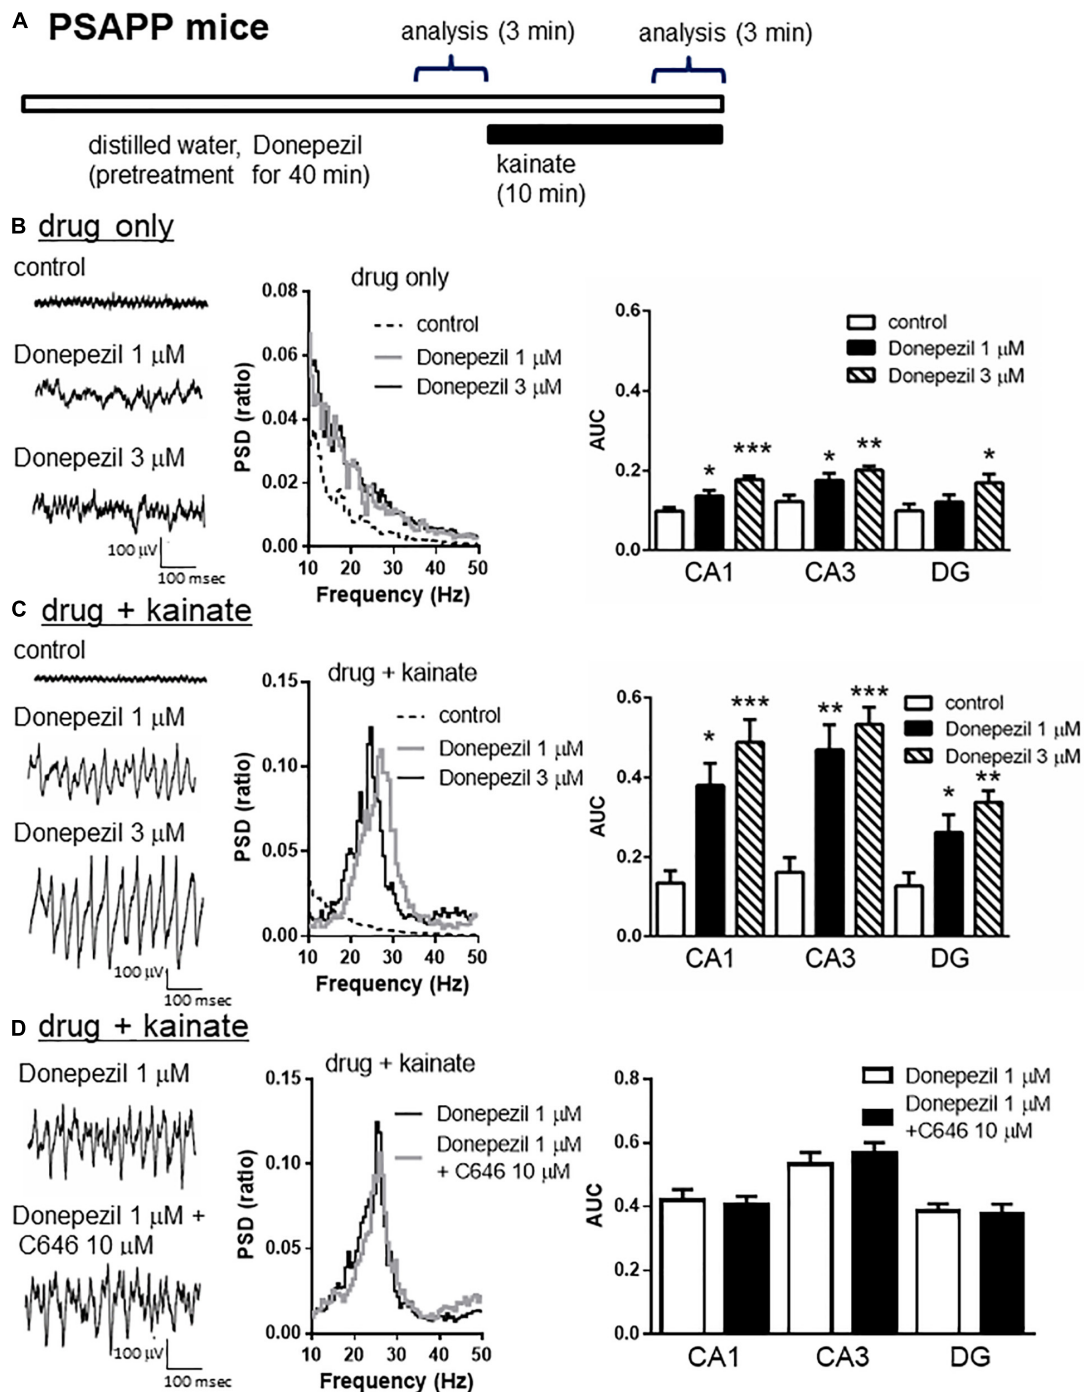 A PSAPP mice
analysis (3 min)
analysis (3 min)
distilled water, Donepezil
(pretreatment for 40 min)
kainate
(10 min)
B drug only
control
Donepezil 1 μM
Donepezil 3 μM
100 μV
100 msec
drug only
control
Donepezil 1 μM
Donepezil 3 μM
PSD (ratio)
0.08
0.06
0.04
0.02
0.00
10 20 30 40 50
Frequency (Hz)
control
Donepezil 1 μM
Donepezil 3 μM
AUC
0.6
0.4
0.2
0.0
* *** * ** *
CA1 CA3 DG
C drug + kainate
control
Donepezil 1 μM
Donepezil 3 μM
100 μV
100 msec
drug + kainate
control
Donepezil 1 μM
Donepezil 3 μM
PSD (ratio)
0.15
0.10
0.05
0.00
10 20 30 40 50
Frequency (Hz)
control
Donepezil 1 μM
Donepezil 3 μM
AUC
0.6
0.4
0.2
0.0
* *** ** *** * **
CA1 CA3 DG
D drug + kainate
Donepezil 1 μM
Donepezil 1 μM +
C646 10 μM
100 μV
100 msec
drug + kainate
Donepezil 1 μM
Donepezil 1 μM
+ C646 10 μM
PSD (ratio)
0.15
0.10
0.05
0.00
10 20 30 40 50
Frequency (Hz)
Donepezil 1 μM
Donepezil 1 μM
+C646 10 μM
AUC
0.8
0.6
0.4
0.2
0.0
CA1 CA3 DG